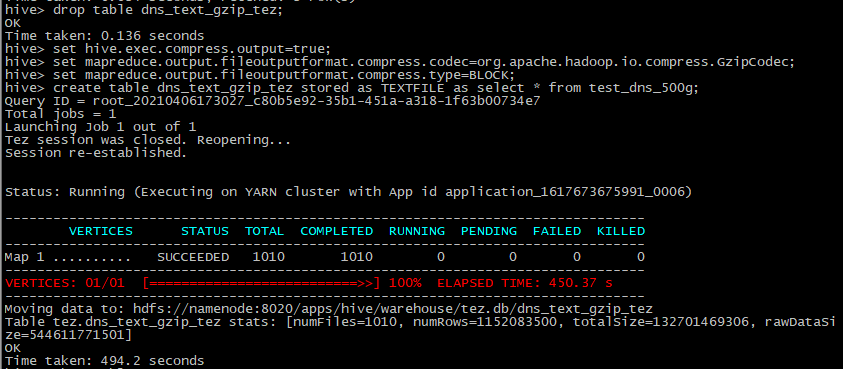 hive> drop table dns_text_gzip_tez;
OK
Time taken: 0.136 seconds
hive> set hive.exec.compress.output=true;
hive> set mapreduce.output.fileoutputformat.compress.codec=org.apache.hadoop.io.compress.GzipCodec;
hive> set mapreduce.output.fileoutputformat.compress.type=BLOCK;
hive> create table dns_text_gzip_tez stored as TEXTFILE as select * from test_dns_500g;
Query ID = root_20210406173027_c80b5e92-35b1-451a-a318-1f63b00734e7
Total jobs = 1
Launching Job 1 out of 1
Tez session was closed. Reopening...
Session re-established.
Status: Running (Executing on YARN cluster with App id application_1617673675991_0006)
--------------------------------------------------------------------------------
VERTICES STATUS TOTAL COMPLETED RUNNING PENDING FAILED KILLED
--------------------------------------------------------------------------------
Map 1 .......... SUCCEEDED 1010 1010 0 0 0 0
--------------------------------------------------------------------------------
VERTICES: 01/01 [==========================>>] 100% ELAPSED TIME: 450.37 s
--------------------------------------------------------------------------------
Moving data to: hdfs://namenode:8020/apps/hive/warehouse/tez.db/dns_text_gzip_tez
Table tez.dns_text_gzip_tez stats: [numFiles=1010, numRows=1152083500, totalSize=132701469306, rawDataSi
ze=544611771501]
OK
Time taken: 494.2 seconds